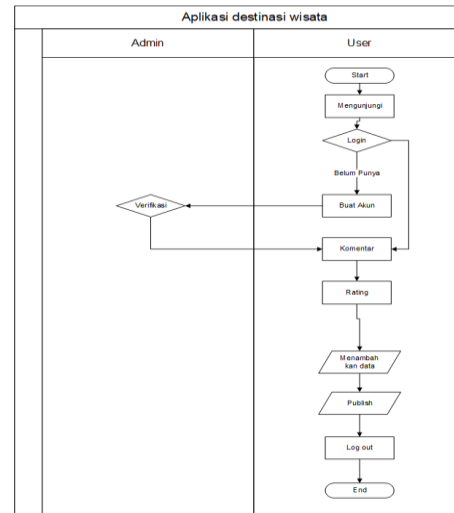 Aplikasi destinasi wisata
Admin
User
Start
Mengunjungi
Login
Belum Punya
Verifikasi
Buat Akun
Komentar
Rating
Menambah
kan data
Publish
Log out
End